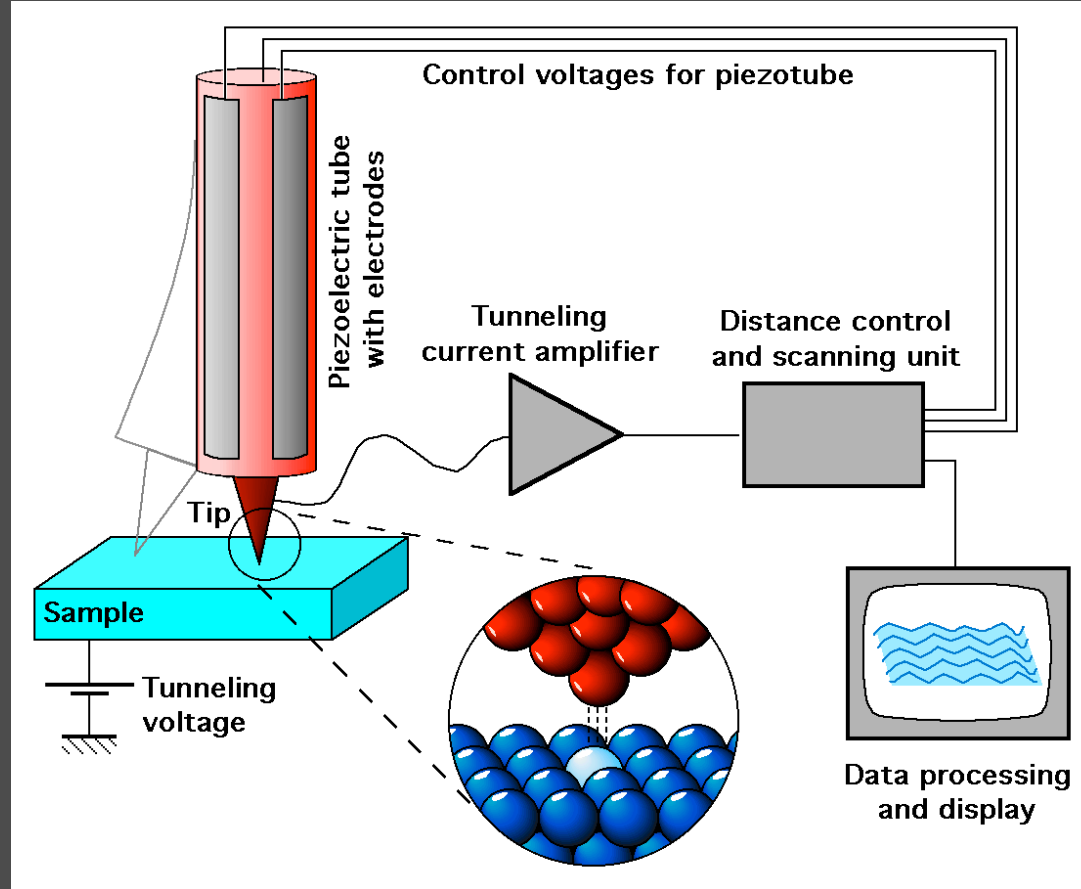 Control voltages for piezotube
Piezoelectric tube
with electrodes
Tunneling
current amplifier
Distance control
and scanning unit
Tip
Sample
Tunneling
voltage
Data processing
and display